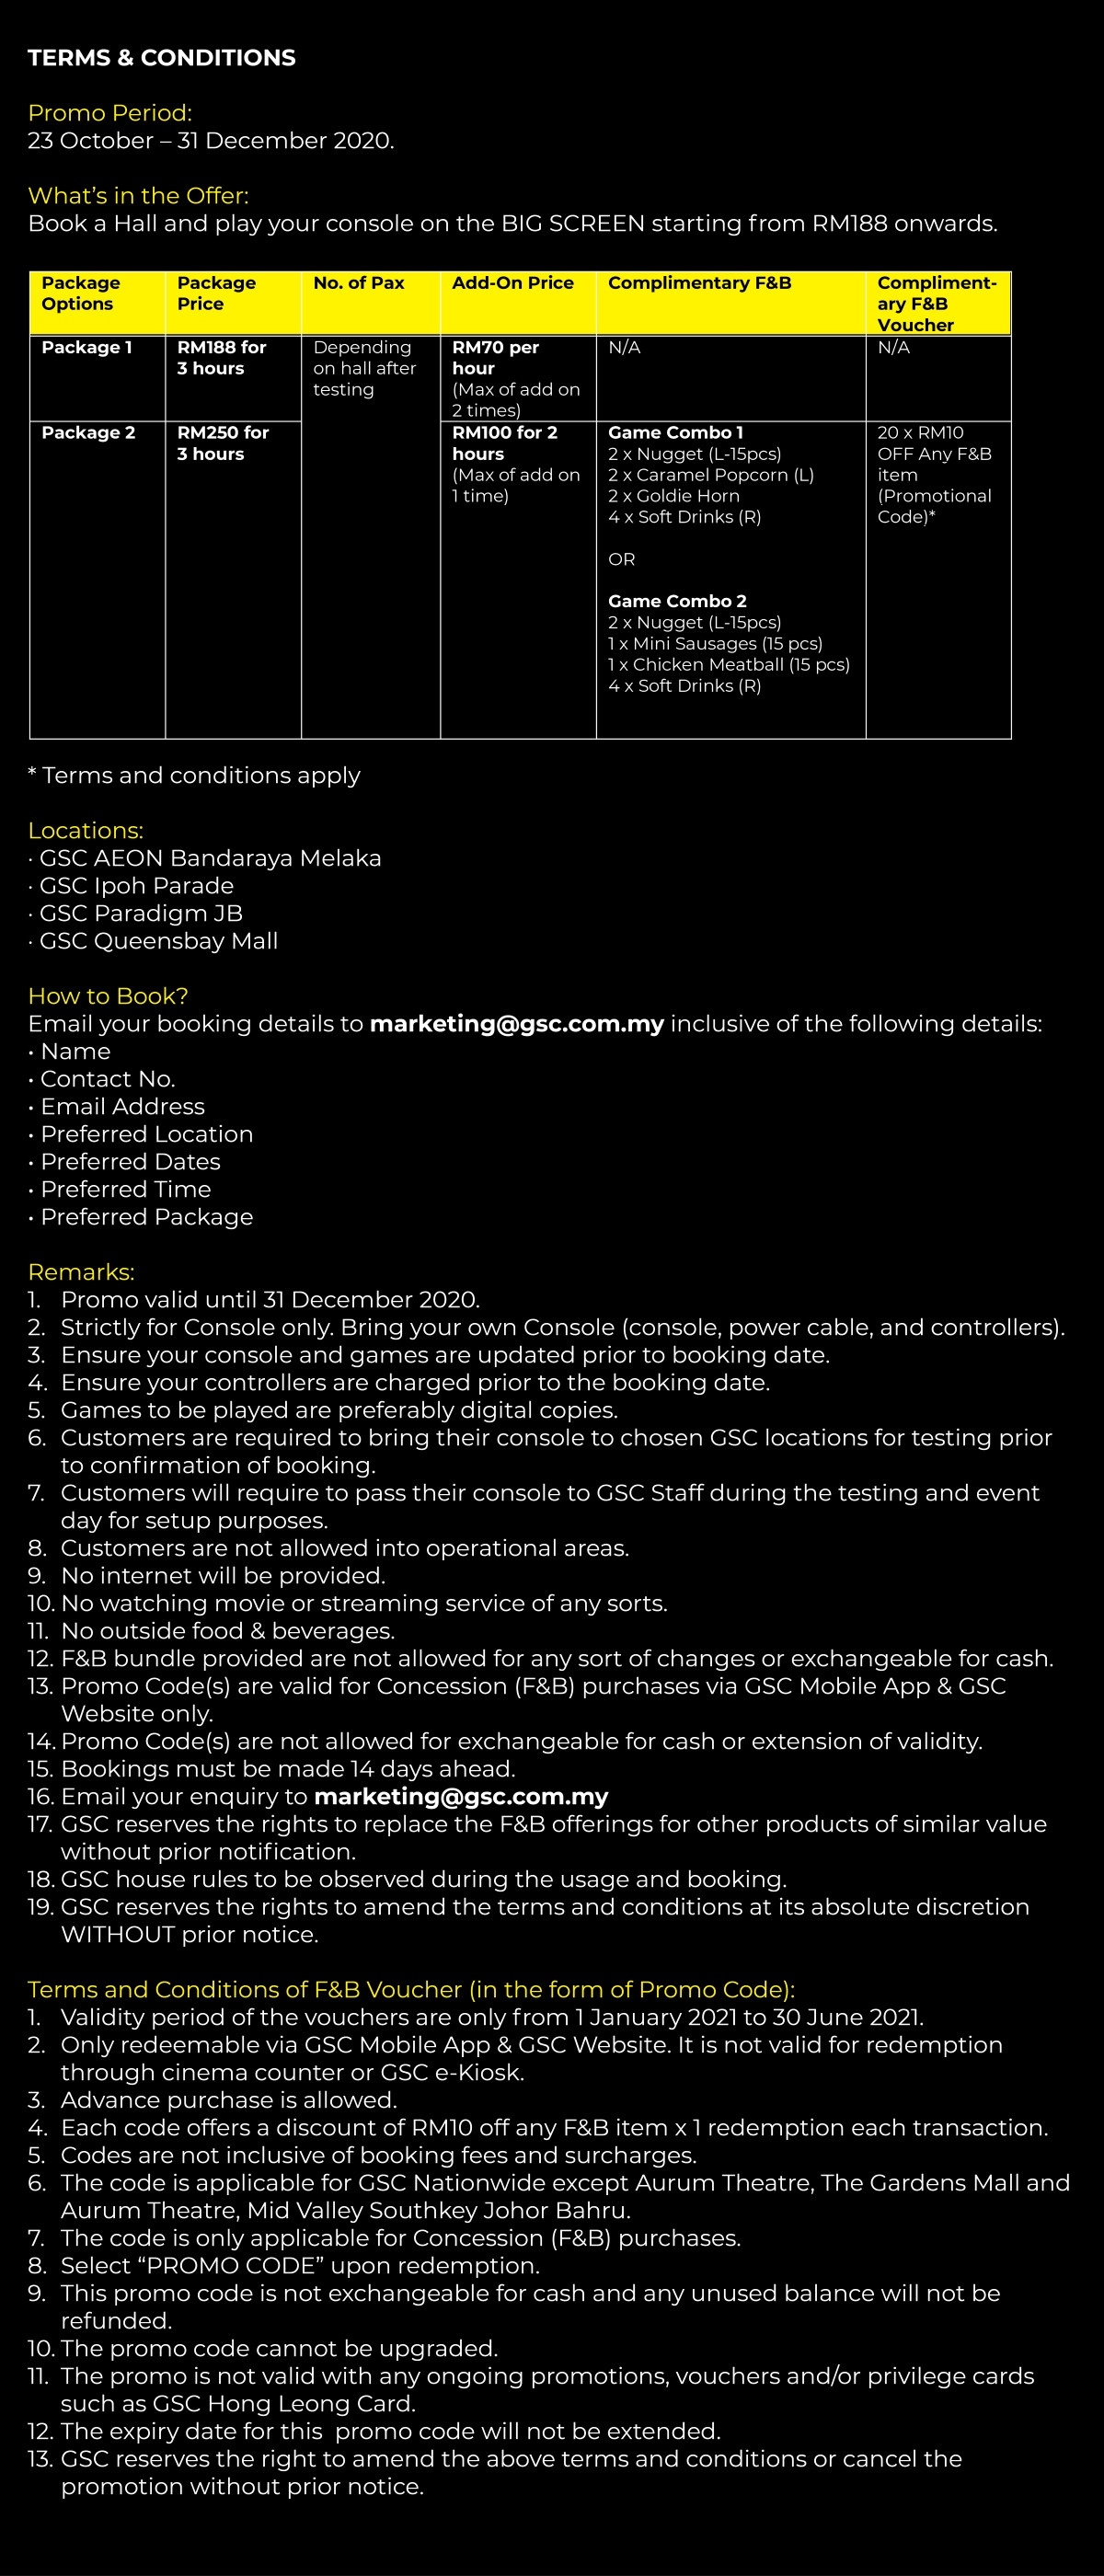 TERMS & CONDITIONS
Promo Period:
23 October – 31 December 2020.
What's in the Offer:
Book a Hall and play your console on the BIG SCREEN starting from RM188 onwards.
Package
Options
Package
Price
No. of Pax
Add-On Price
Complimentary F&B
Compliment-
ary F&B
Voucher
Package 1
RM188 for
3 hours
Depending
on hall after
testing
RM70 per
hour
(Max of add on
2 times)
N/A
N/A
Package 2
RM250 for
3 hours
RM100 for 2
hours
(Max of add on
1 time)
Game Combo 1
2 x Nugget (L-15pcs)
2 x Caramel Popcorn (L)
2 x Goldie Horn
4 x Soft Drinks (R)
OR
Game Combo 2
2 x Nugget (L-15pcs)
1 x Mini Sausages (15 pcs)
1 x Chicken Meatball (15 pcs)
4 x Soft Drinks (R)
20 x RM10
OFF Any F&B
item
(Promotional
Code)*
* Terms and conditions apply
Locations:
· GSC AEON Bandaraya Melaka
· GSC Ipoh Parade
· GSC Paradigm JB
· GSC Queensbay Mall
How to Book?
Email your booking details to marketing@gsc.com.my inclusive of the following details:
• Name
• Contact No.
• Email Address
• Preferred Location
• Preferred Dates
• Preferred Time
• Preferred Package
Remarks:
1. Promo valid until 31 December 2020.
2. Strictly for Console only. Bring your own Console (console, power cable, and controllers).
3. Ensure your console and games are updated prior to booking date.
4. Ensure your controllers are charged prior to the booking date.
5. Games to be played are preferably digital copies.
6. Customers are required to bring their console to chosen GSC locations for testing prior
to confirmation of booking.
7. Customers will require to pass their console to GSC Staff during the testing and event
day for setup purposes.
8. Customers are not allowed into operational areas.
9. No internet will be provided.
10. No watching movie or streaming service of any sorts.
11. No outside food & beverages.
12. F&B bundle provided are not allowed for any sort of changes or exchangeable for cash.
13. Promo Code(s) are valid for Concession (F&B) purchases via GSC Mobile App & GSC
Website only.
14. Promo Code(s) are not allowed for exchangeable for cash or extension of validity.
15. Bookings must be made 14 days ahead.
16. Email your enquiry to marketing@gsc.com.my
17. GSC reserves the rights to replace the F&B offerings for other products of similar value
without prior notification.
18. GSC house rules to be observed during the usage and booking.
19. GSC reserves the rights to amend the terms and conditions at its absolute discretion
WITHOUT prior notice.
Terms and Conditions of F&B Voucher (in the form of Promo Code):
1. Validity period of the vouchers are only from 1 January 2021 to 30 June 2021.
2. Only redeemable via GSC Mobile App & GSC Website. It is not valid for redemption
through cinema counter or GSC e-Kiosk.
3. Advance purchase is allowed.
4. Each code offers a discount of RM10 off any F&B item x 1 redemption each transaction.
5. Codes are not inclusive of booking fees and surcharges.
6. The code is applicable for GSC Nationwide except Aurum Theatre, The Gardens Mall and
Aurum Theatre, Mid Valley Southkey Johor Bahru.
7. The code is only applicable for Concession (F&B) purchases.
8. Select “PROMO CODE” upon redemption.
9. This promo code is not exchangeable for cash and any unused balance will not be
refunded.
10. The promo code cannot be upgraded.
11. The promo is not valid with any ongoing promotions, vouchers and/or privilege cards
such as GSC Hong Leong Card.
12. The expiry date for this promo code will not be extended.
13. GSC reserves the right to amend the above terms and conditions or cancel the
promotion without prior notice.